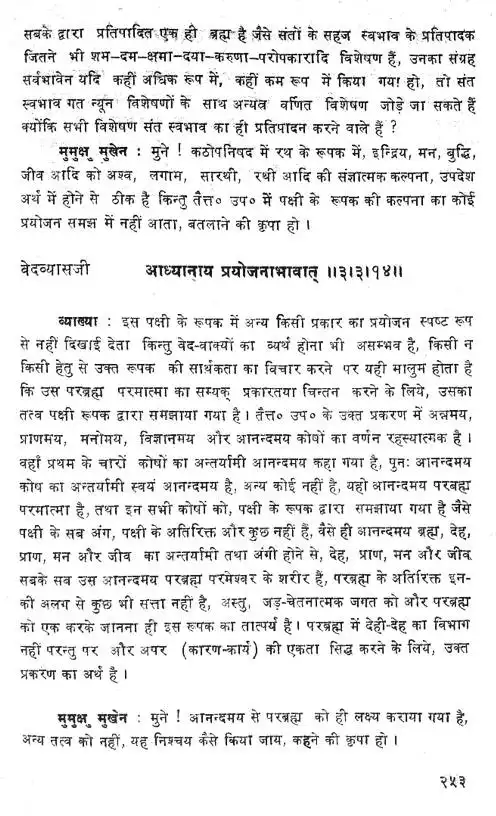 सबके द्वारा प्रतिपादित एक ही ब्रह्म है जैसे संतों के सहज स्वभाव के प्रतिपादक
जितने भी शम–दम–क्षमा–दया–करुणा–परोपकारादि विशेषण हैं, उनका संग्रह
सर्वभावेन यदि कहीं अधिक रूप में, कहीं कम रूप में किया गया हो, तो संत
स्वभाव गत न्यून विशेषणों के साथ अन्यत्र वर्णित विशेषण जोड़े जा सकते हैं
क्योंकि सभी विशेषण संत स्वभाव का ही प्रतिपादन करने वाले हैं ?
मुमुक्षु मुखेन : मुने ! कठोपनिषद में रथ के रूपक में, इन्द्रिय, मन, बुद्धि,
जीव आदि को अश्व, लगाम, सारथी, रथी आदि की संज्ञात्मक कल्पना, उपदेश
अर्थ में होने से ठीक है किन्तु तैत्त० उप० में पक्षी के रूपक की कल्पना का कोई
प्रयोजन समझ में नहीं आता, बतलाने की कृपा हो ।
वेदव्यासजी आध्यानाय प्रयोजनाभावात् ॥३।३।१४॥
व्याख्या : इस पक्षी के रूपक में अन्य किसी प्रकार का प्रयोजन स्पष्ट रूप
से नहीं दिखाई देता किन्तु वेद-वाक्यों का व्यर्थ होना भी असम्भव है, किसी न
किसी हेतु से उक्त रूपक की सार्थकता का विचार करने पर यही मालुम होता है
कि उस परब्रह्म परमात्मा का सम्यक् प्रकारतया चिन्तन करने के लिये, उसका
तत्व पक्षी रूपक द्वारा समझाया गया है । तैत्त० उप० के उक्त प्रकरण में अन्नमय,
प्राणमय, मनोमय, विज्ञानमय और आनन्दमय कोषों का वर्णन रहस्यात्मक है ।
वहाँ प्रथम के चारों कोषों का अन्तर्यामी आनन्दमय कहा गया है, पुनः आनन्दमय
कोष का अन्तर्यामी स्वयं आनन्दमय है, अन्य कोई नहीं है, यही आनन्दमय परब्रह्म
परमात्मा है, तथा इन सभी कोषों को, पक्षी के रूपक द्वारा समझाया गया है जैसे
पक्षी के सब अंग, पक्षी के अतिरिक्त और कुछ नहीं हैं, वैसे ही आनन्दमय ब्रह्म, देह,
प्राण, मन और जीव का अन्तर्यामी तथा अंगी होने से, देह, प्राण, मन और जीव
सबके सब उस आनन्दमय परब्रह्म परमेश्वर के शरीर हैं, परब्रह्म के अतिरिक्त इन-
की अलग से कुछ भी सत्ता नहीं है, अस्तु, जड़-चेतनात्मक जगत को और परब्रह्म
को एक करके जानना ही इस रूपक का तात्पर्य है । परब्रह्म में देही-देह का विभाग
नहीं परन्तु पर और अपर (कारण-कार्य) की एकता सिद्ध करने के लिये, उक्त
प्रकरण का अर्थ है ।
मुमुक्षु मुखेन : मुने ! आनन्दमय से परब्रह्म को ही लक्ष्य कराया गया है,
अन्य तत्व को नहीं, यह निश्चय कैसे किया जाय, कहने की कृपा हो ।
२५३